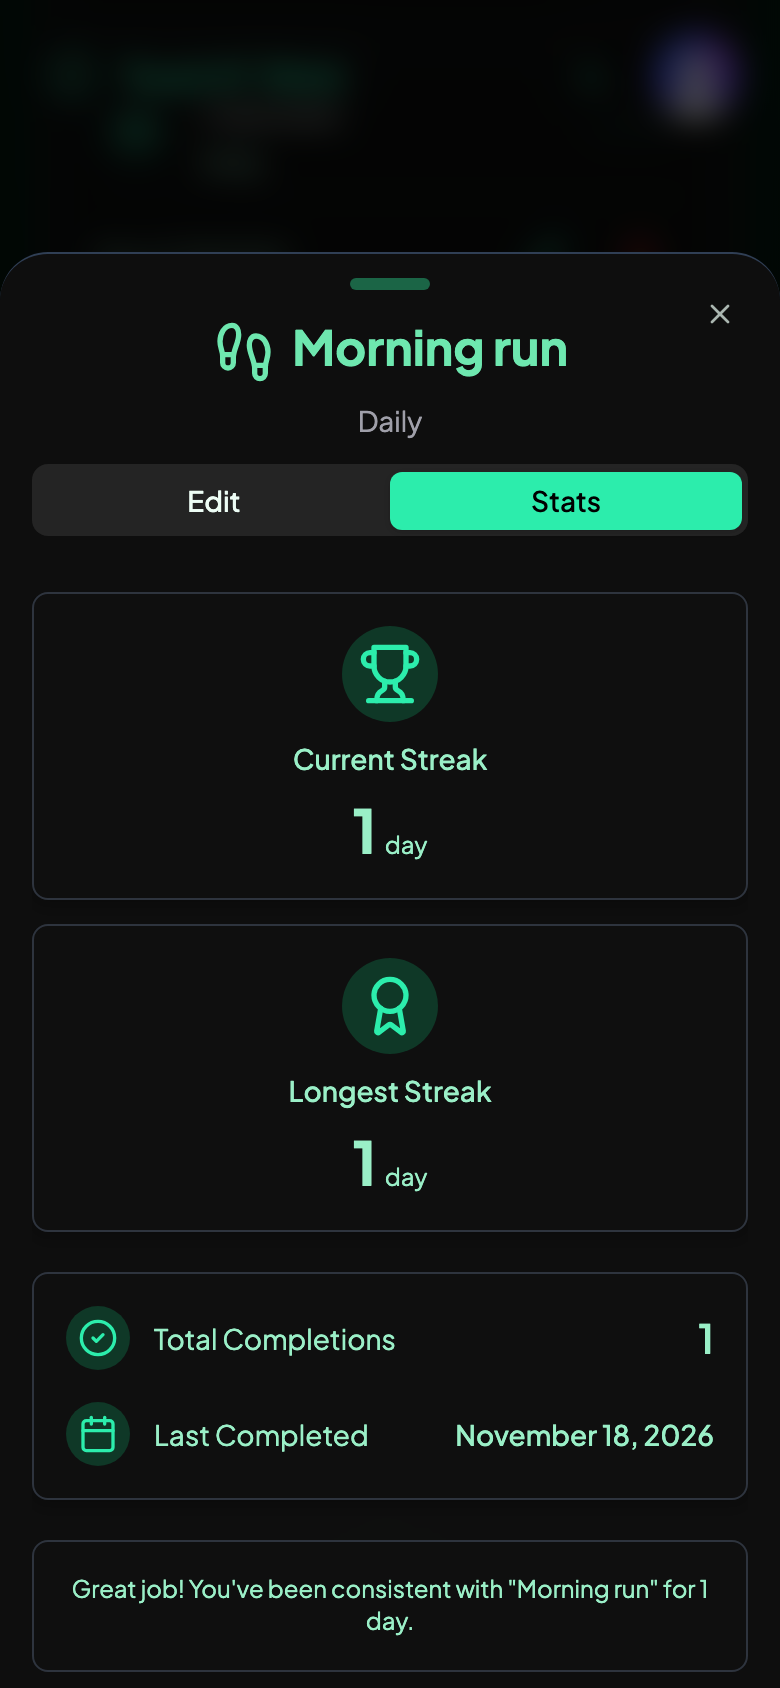 Morning run
Daily
Edit
Stats
Current Streak
1 day
Longest Streak
1 day
Total Completions
1
Last Completed
November 18, 2026
Great job! You've been consistent with "Morning run" for 1
day.